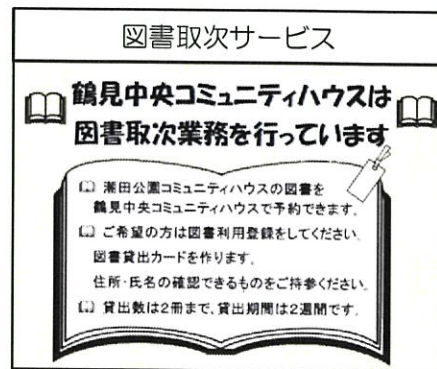 図書取次サービス
鶴見中央コミュニティハウスは
図書取次業務を行っています
潮田公園コミュニティハウスの図書を
鶴見中央コミュニティハウスで予約できます。
ご希望の方は図書利用登録をしてください。
図書貸出カードを作ります。
住所・氏名の確認できるものをご持参ください。
貸出数は2冊まで、貸出期間は2週間です。